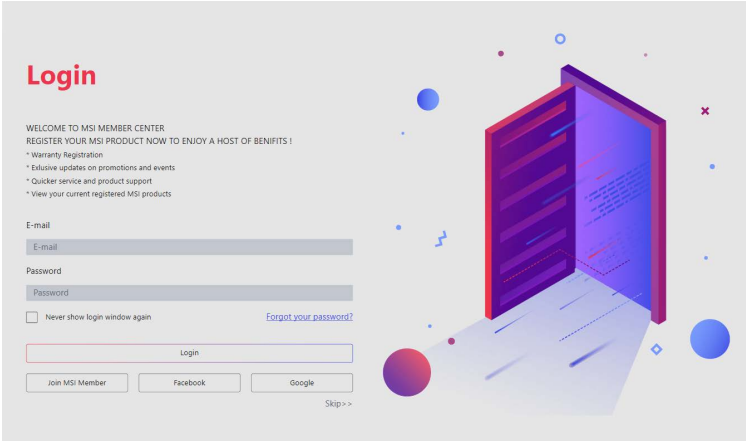 Login
WELCOME TO MSI MEMBER CENTER
REGISTER YOUR MSI PRODUCT NOW TO ENJOY A HOST OF BENIFITS !
* Warranty Registration
* Exlusive updates on promotions and events
* Quicker service and product support
* View your current registered MSI products
E-mail
E-mail
Password
Password
Never show login window again Forgot your password?
Login
Join MSI Member Facebook Google
Skip>>